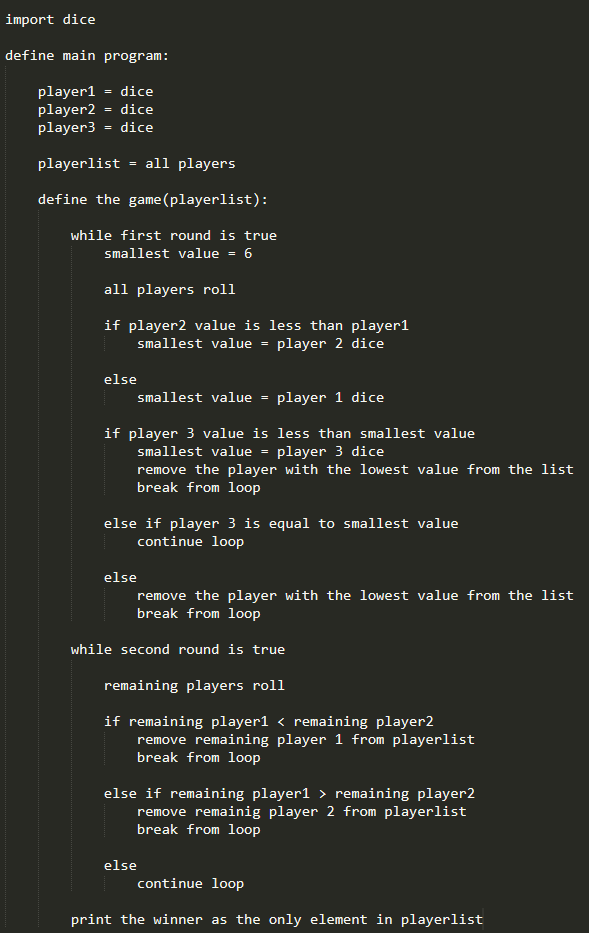 import dice
define main program:
player1 = dice
player2 = dice
player3 = dice
playerlist = all players
define the game(playerlist):
while first round is true
smallest value = 6
all players roll
if player2 value is less than player1
smallest value = player 2 dice
else
smallest value = player 1 dice
if player 3 value is less than smallest value
smallest value = player 3 dice
remove the player with the lowest value from the list
break from loop
else if player 3 is equal to smallest value
continue loop
else
remove the player with the lowest value from the list
break from loop
while second round is true
remaining players roll
if remaining player1 < remaining player2
remove remaining player 1 from playerlist
break from loop
else if remaining player1 > remaining player2
remove remainig player 2 from playerlist
break from loop
else
continue loop
print the winner as the only element in playerlist